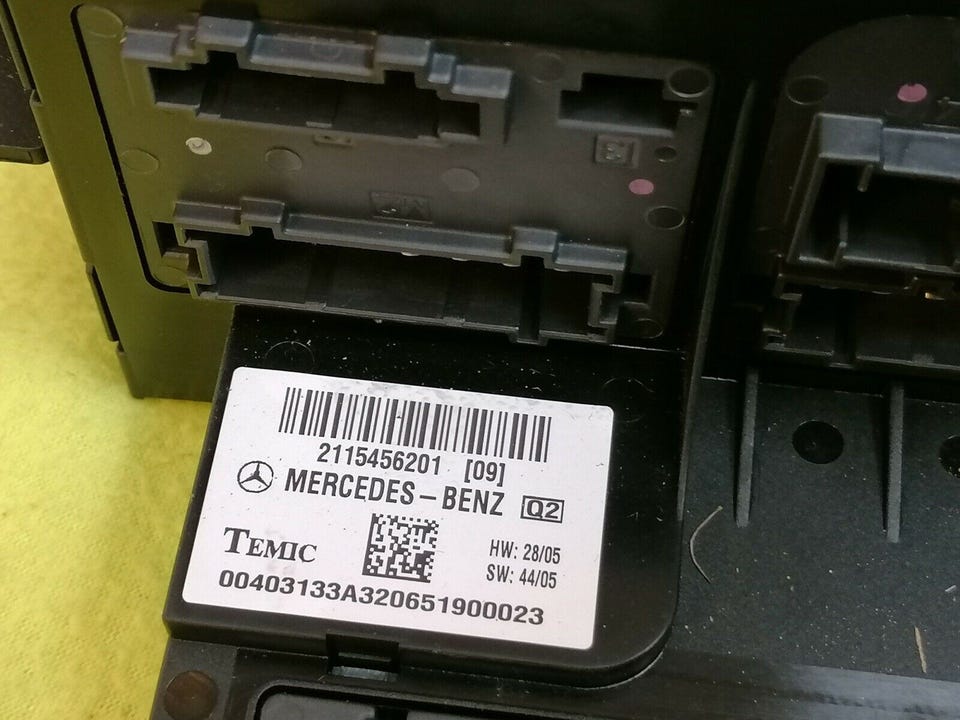 2115456201 [09]
MERCEDES-BENZ Q2
TEMIC
HW: 28/05
SW: 44/05
00403133A320651900023